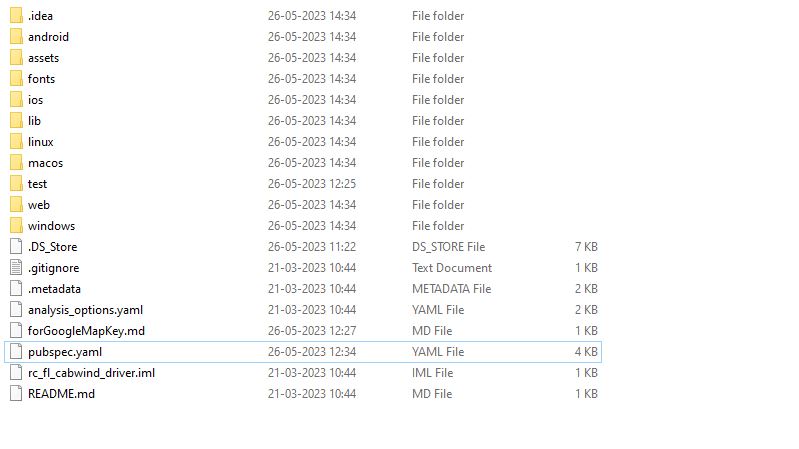 .idea 26-05-2023 14:34 File folder
android 26-05-2023 14:34 File folder
assets 26-05-2023 14:34 File folder
fonts 26-05-2023 14:34 File folder
ios 26-05-2023 14:34 File folder
lib 26-05-2023 14:34 File folder
linux 26-05-2023 14:34 File folder
macos 26-05-2023 14:34 File folder
test 26-05-2023 12:25 File folder
web 26-05-2023 14:34 File folder
windows 26-05-2023 14:34 File folder
.DS_Store 26-05-2023 11:22 DS_STORE File 7 KB
.gitignore 21-03-2023 10:44 Text Document 1 KB
.metadata 21-03-2023 10:44 METADATA File 2 KB
analysis_options.yaml 21-03-2023 10:44 YAML File 2 KB
forGoogleMapKey.md 26-05-2023 12:27 MD File 1 KB
pubspec.yaml 26-05-2023 12:34 YAML File 4 KB
rc_fl_cabwind_driver.iml 21-03-2023 10:44 IML File 1 KB
README.md 21-03-2023 10:44 MD File 1 KB